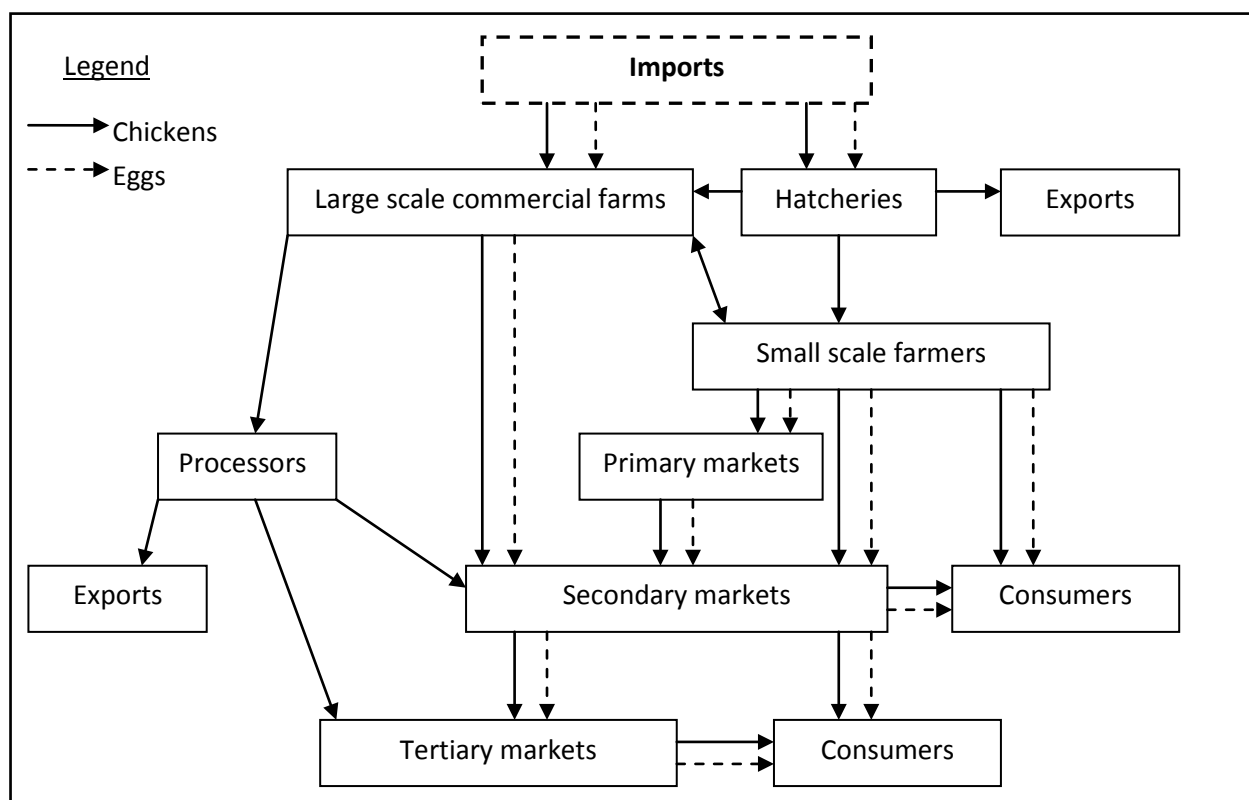 Legend
Imports
Chickens
Eggs
Large scale commercial farms
Hatcheries
Exports
Small scale farmers
Processors
Primary markets
Exports
Secondary markets
Consumers
Tertiary markets
Consumers